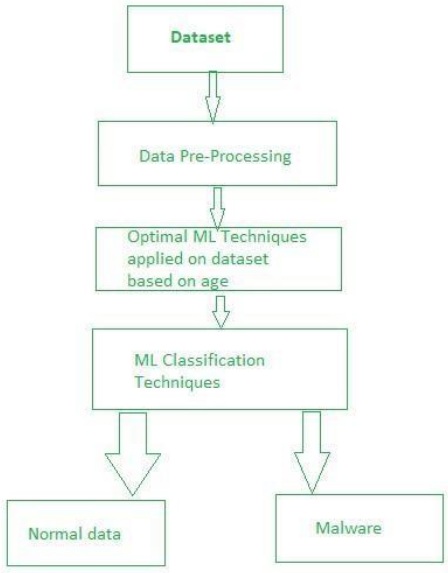 Dataset
Data Pre-Processing
Optimal ML Techniques
applied on dataset
based on age
ML Classification
Techniques
Normal data
Malware